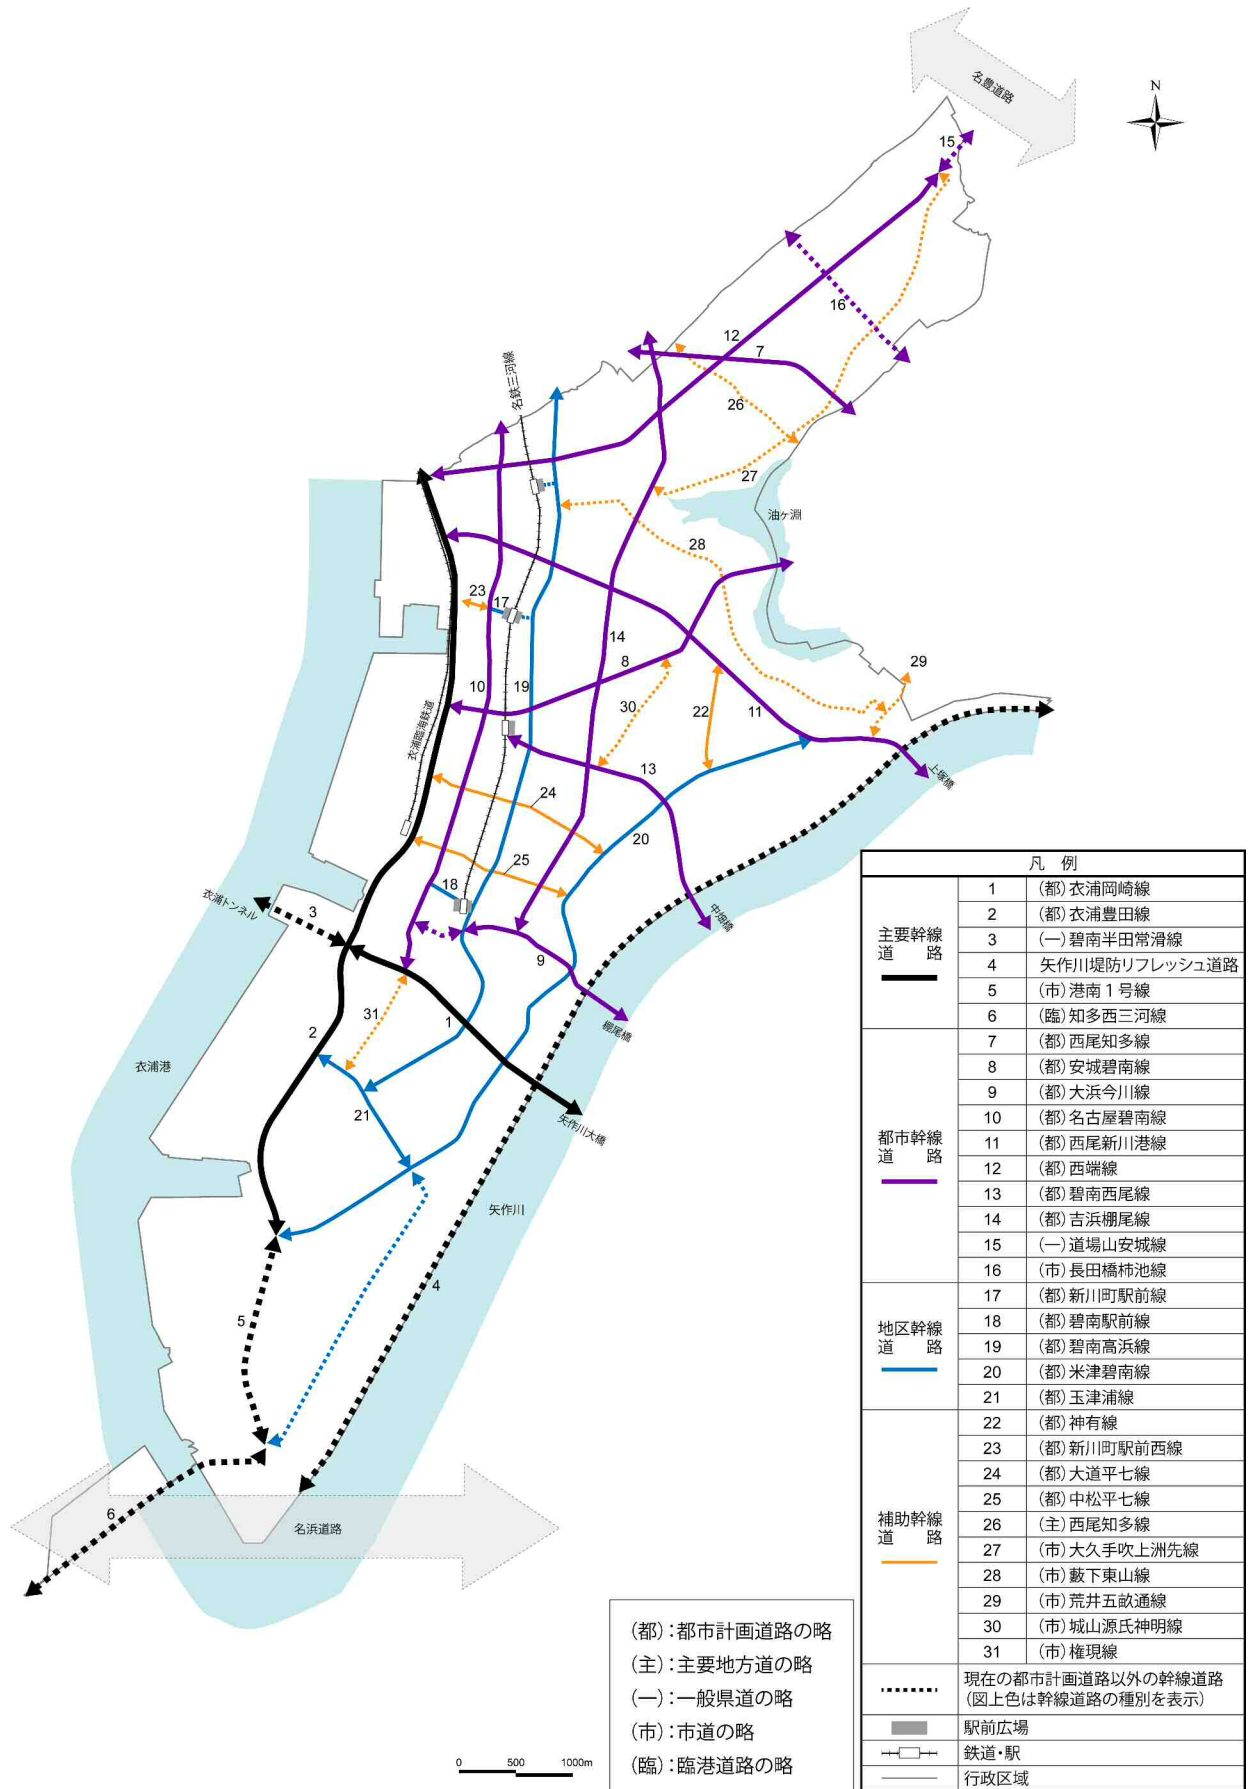 名豊道路
N
15
16
12
7
名鉄三河線
26
27
油ヶ淵
28
23
17
14
29
8
10
19
30
22
11
衣浦臨海鉄道
上塚橋
13
24
20
25
18
衣浦トンネル
3
中畑橋
9
31
1
2
棚尾橋
衣浦港
矢作川大橋
21
矢作川
4
5
6
名浜道路
凡 例
主要幹線
道 路
1 (都)衣浦岡崎線
2 (都)衣浦豊田線
3 (一)碧南半田常滑線
4 矢作川堤防リフレッシュ道路
5 (市)港南1号線
6 (臨)知多西三河線
都市幹線
道 路
7 (都)西尾知多線
8 (都)安城碧南線
9 (都)大浜今川線
10 (都)名古屋碧南線
11 (都)西尾新川港線
12 (都)西端線
13 (都)碧南西尾線
14 (都)吉浜棚尾線
15 (一)道場山安城線
16 (市)長田橋柿池線
地区幹線
道 路
17 (都)新川町駅前線
18 (都)碧南駅前線
19 (都)碧南高浜線
20 (都)米津碧南線
21 (都)玉津浦線
補助幹線
道 路
22 (都)神有線
23 (都)新川町駅前西線
24 (都)大道平七線
25 (都)中松平七線
26 (主)西尾知多線
27 (市)大久手吹上洲先線
28 (市)藪下東山線
29 (市)荒井五畝通線
30 (市)城山源氏神明線
31 (市)権現線
現在の都市計画道路以外の幹線道路
(図上色は幹線道路の種別を表示)
駅前広場
鉄道・駅
行政区域
(都):都市計画道路の略
(主):主要地方道の略
(一):一般県道の略
(市):市道の略
(臨):臨港道路の略
0 500 1000m